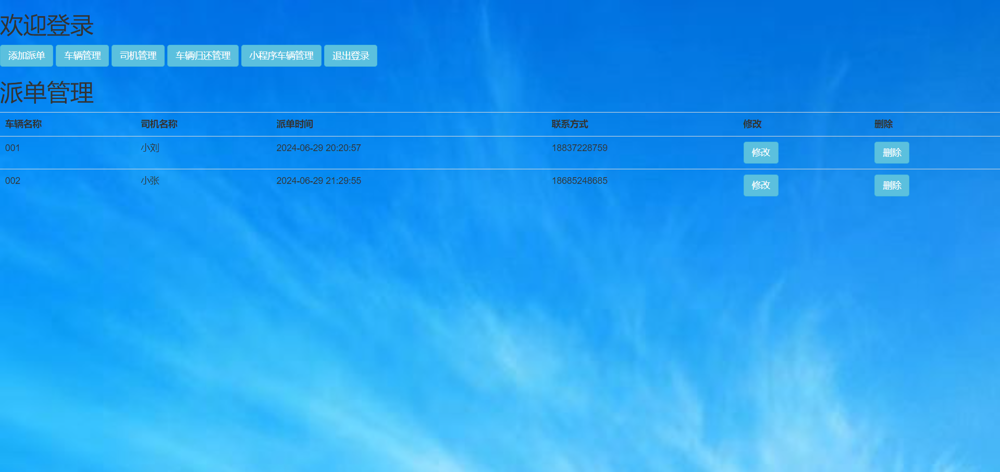 欢迎登录
添加派单 车辆管理 司机管理 车辆归还管理 小程序车辆管理 退出登录
派单管理
车辆名称 司机名称 派单时间 联系方式 修改 删除
001 小刘 2024-06-29 20:20:57 18837228759 修改 删除
002 小张 2024-06-29 21:29:55 18685248685 修改 删除